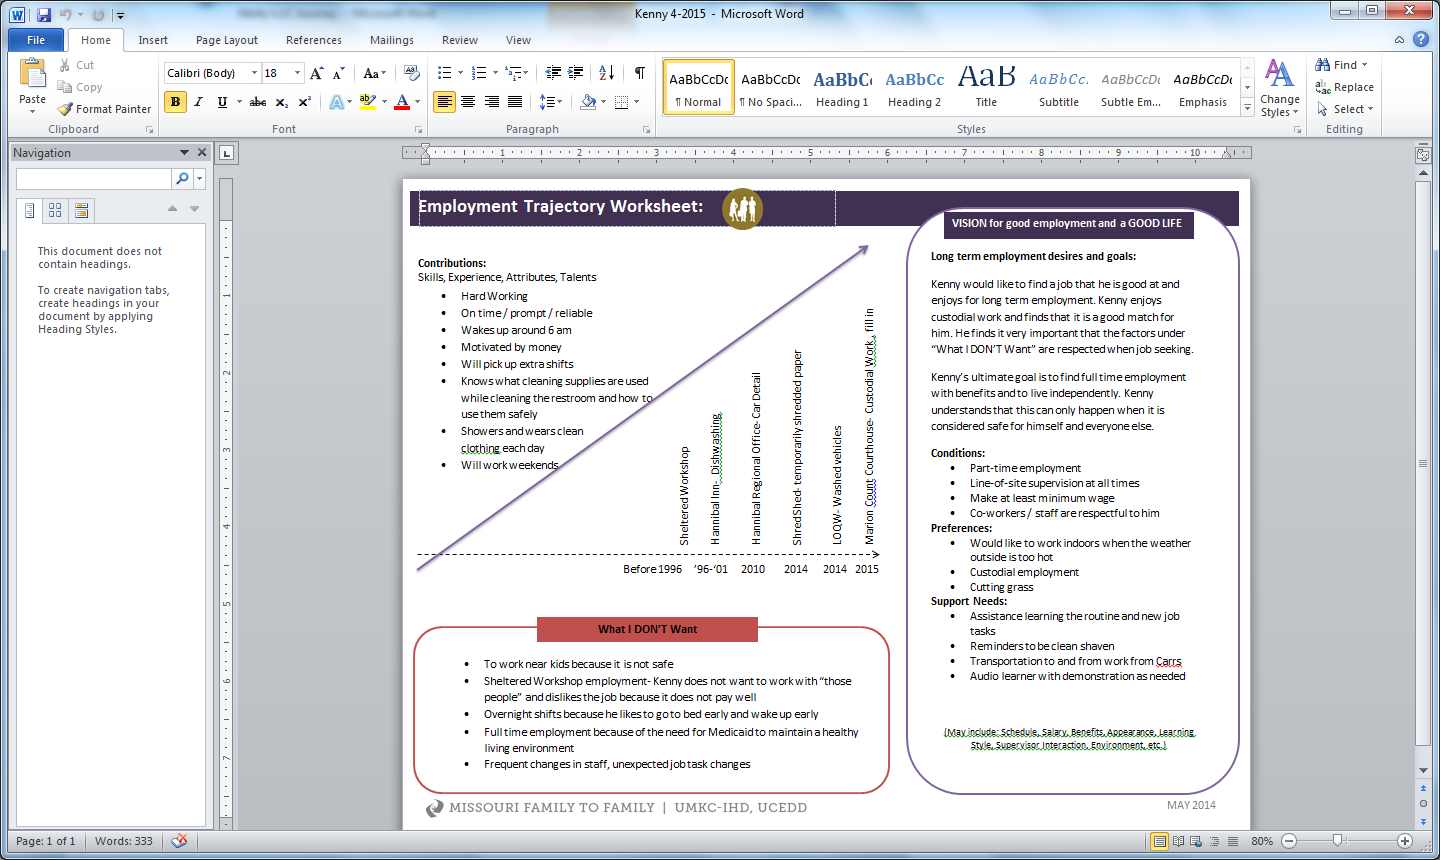 Kenny 4-2015 - Microsoft Word
File
Home
Insert
Page Layout
References
Mailings
Review
View
Paste
Cut
Copy
Format Painter
Clipboard
Calibri (Body)
18
Font
Paragraph
AaBbCcDc
¶ Normal
AaBbCcDc
¶ No Spaci...
AaBbCc
Heading 1
AaBbCc
Heading 2
AaB
Title
AaBbCc.
Subtitle
AaBbCcDc
Subtle Em...
AaBbCcDc
Emphasis
Change
Styles
Styles
Find
Replace
Select
Editing
Navigation
This document does not
contain headings.
To create navigation tabs,
create headings in your
document by applying
Heading Styles.
1 2 3 4 5 6 7 8 9 10
1
2
3
4
5
6
7
Employment Trajectory Worksheet:
Contributions:
Skills, Experience, Attributes, Talents
• Hard Working
• On time / prompt / reliable
• Wakes up around 6 am
• Motivated by money
• Will pick up extra shifts
• Knows what cleaning supplies are used
while cleaning the restroom and how to
use them safely
• Showers and wears clean
clothing each day
• Will work weekends
Sheltered Workshop
Hannibal Inn- Dishwashing
Hannibal Regional Office- Car Detail
ShredShed- temporarily shredded paper
LOQW- Washed vehicles
Marion Count Courthouse- Custodial Work , fill in
Before 1996 ’96-‘01 2010 2014 2014 2015
What I DON’T Want
• To work near kids because it is not safe
• Sheltered Workshop employment- Kenny does not want to work with “those
people” and dislikes the job because it does not pay well
• Overnight shifts because he likes to go to bed early and wake up early
• Full time employment because of the need for Medicaid to maintain a healthy
living environment
• Frequent changes in staff, unexpected job task changes
VISION for good employment and a GOOD LIFE
Long term employment desires and goals:
Kenny would like to find a job that he is good at and
enjoys for long term employment. Kenny enjoys
custodial work and finds that it is a good match for
him. He finds it very important that the factors under
“What I DON’T Want” are respected when job seeking.
Kenny’s ultimate goal is to find full time employment
with benefits and to live independently. Kenny
understands that this can only happen when it is
considered safe for himself and everyone else.
Conditions:
• Part-time employment
• Line-of-site supervision at all times
• Make at least minimum wage
• Co-workers / staff are respectful to him
Preferences:
• Would like to work indoors when the weather
outside is too hot
• Custodial employment
• Cutting grass
Support Needs:
• Assistance learning the routine and new job
tasks
• Reminders to be clean shaven
• Transportation to and from work from Carrs
• Audio learner with demonstration as needed
(May include: Schedule, Salary, Benefits, Appearance, Learning
Style, Supervisor Interaction, Environment, etc.)
MISSOURI FAMILY TO FAMILY | UMKC-IHD, UCEDD
MAY 2014
Page: 1 of 1
Words: 333
80%